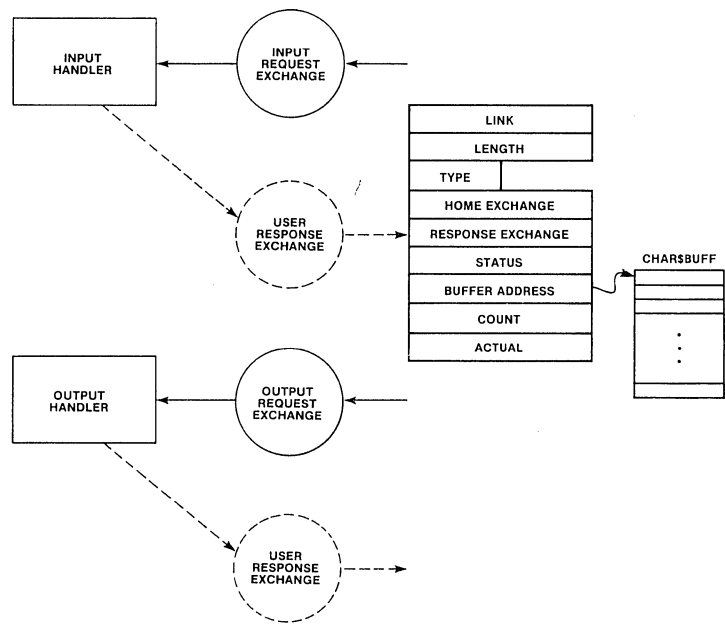 INPUT
HANDLER
INPUT
REQUEST
EXCHANGE
LINK
LENGTH
TYPE
HOME EXCHANGE
RESPONSE EXCHANGE
STATUS
BUFFER ADDRESS
COUNT
ACTUAL
USER
RESPONSE
EXCHANGE
CHAR$BUFF
OUTPUT
HANDLER
OUTPUT
REQUEST
EXCHANGE
USER
RESPONSE
EXCHANGE